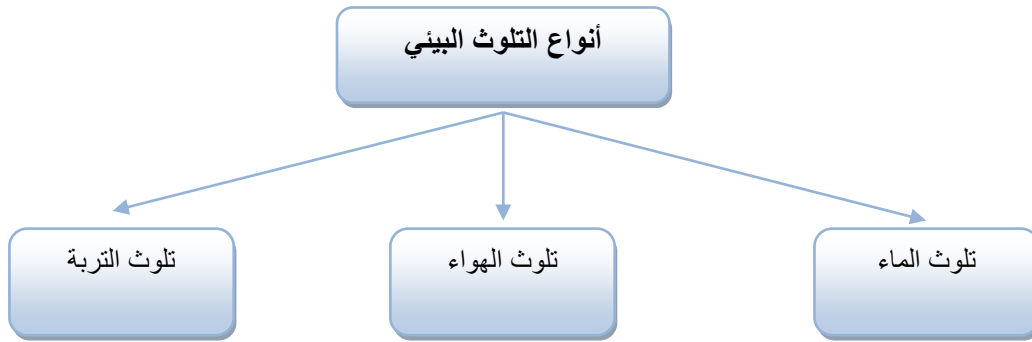 أنواع التلوث البيئي
تلوث الماء
تلوث الهواء
تلوث التربة